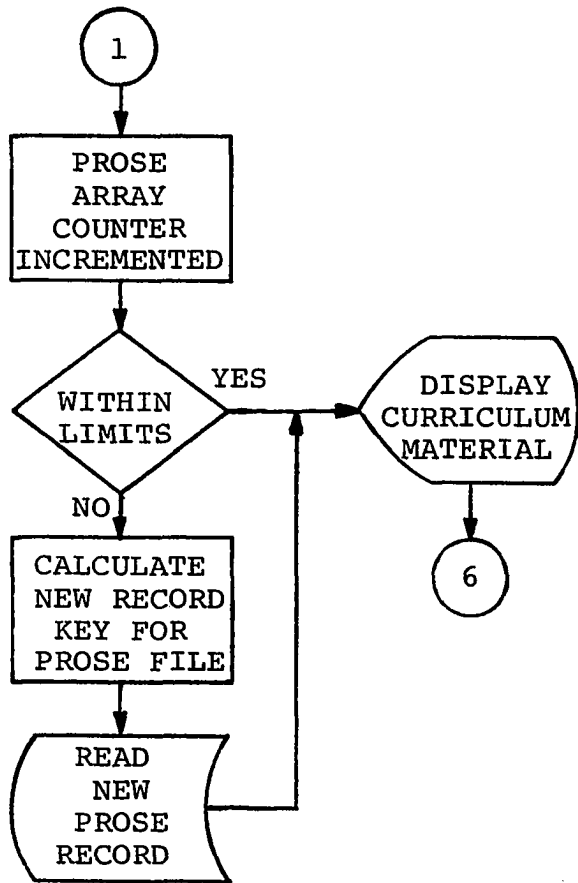 1
PROSE
ARRAY
COUNTER
INCREMENTED
WITHIN
LIMITS
YES
DISPLAY
CURRICULUM
MATERIAL
6
NO
CALCULATE
NEW RECORD
KEY FOR
PROSE FILE
READ
NEW
PROSE
RECORD